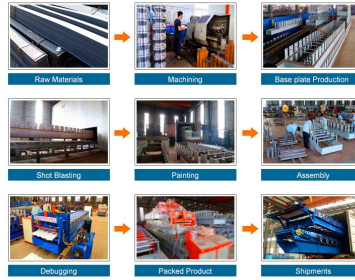 Raw Materials
Machining
Base plate Production
Shot Blasting
Painting
Assembly
Debugging
Packed Product
Shipments